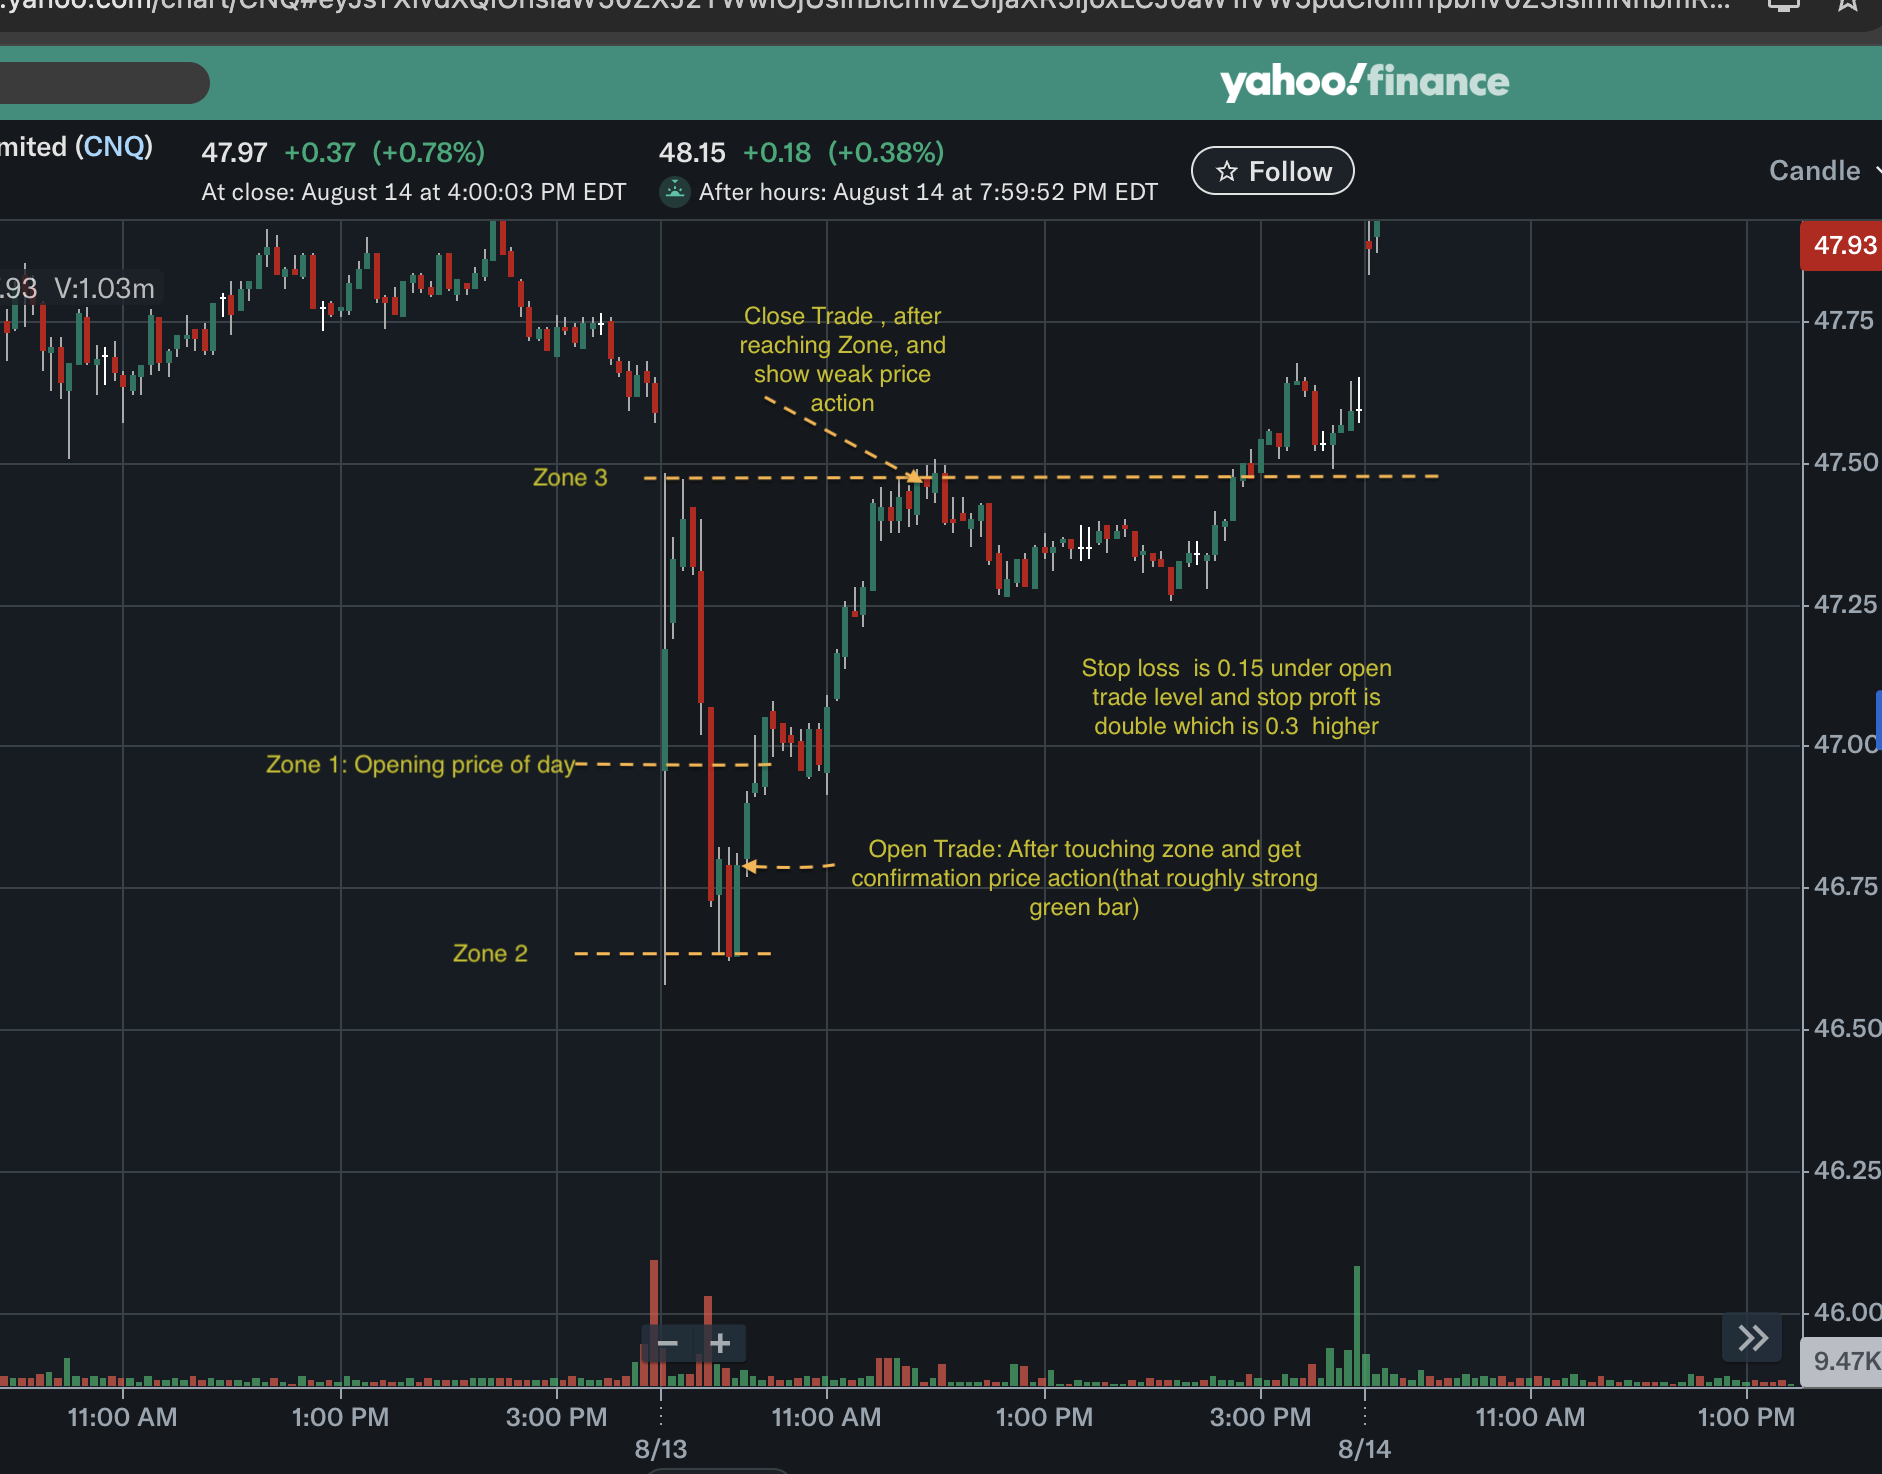 yahoo!finance
mited (CNQ)
47.97 +0.37 (+0.78%)
At close: August 14 at 4:00:03 PM EDT
48.15 +0.18 (+0.38%)
After hours: August 14 at 7:59:52 PM EDT
☆ Follow
Candle
.93 V:1.03m
47.93
47.75
47.50
47.25
47.00
46.75
46.50
46.25
46.00
9.47K
Close Trade , after
reaching Zone, and
show weak price
action
Zone 3
Stop loss is 0.15 under open
trade level and stop proft is
double which is 0.3 higher
Zone 1: Opening price of day
Open Trade: After touching zone and get
confirmation price action(that roughly strong
green bar)
Zone 2
− +
11:00 AM 1:00 PM 3:00 PM 11:00 AM 1:00 PM 3:00 PM 11:00 AM 1:00 PM
8/13 8/14